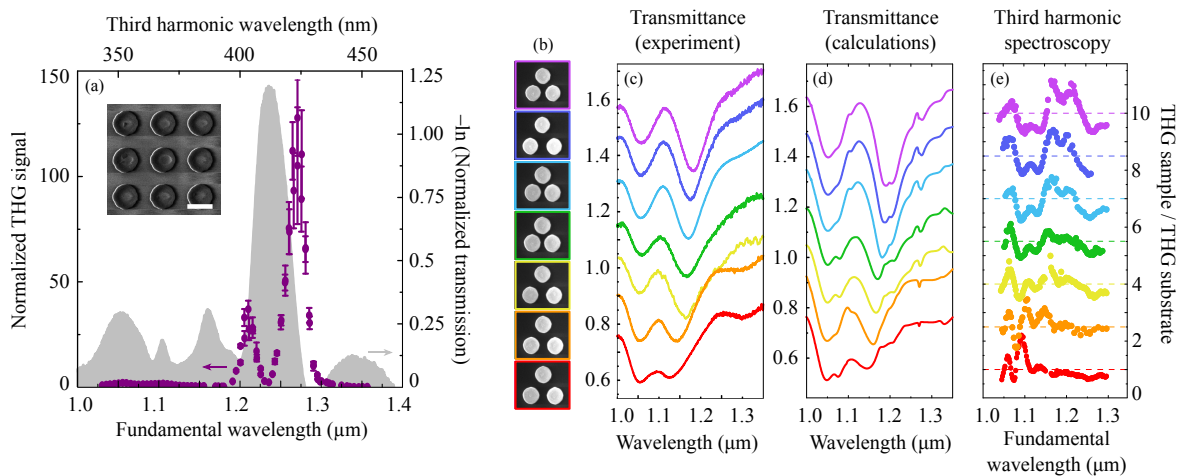 Third harmonic wavelength (nm)
350 400 450
(a)
Normalized THG signal
150
100
50
0
1.25
1.00
0.75
0.50
0.25
0
−ln (Normalized transmission)
1.0 1.1 1.2 1.3 1.4
Fundamental wavelength (μm)
(b)
Transmittance
(experiment)
(c)
1.6
1.4
1.2
1.0
0.8
0.6
1.0 1.1 1.2 1.3
Wavelength (μm)
Transmittance
(calculations)
(d)
1.6
1.4
1.2
1.0
0.8
0.6
1.0 1.1 1.2 1.3
Wavelength (μm)
Third harmonic
spectroscopy
(e)
10
8
6
4
2
0
THG sample / THG substrate
1.0 1.1 1.2 1.3
Fundamental
wavelength (μm)